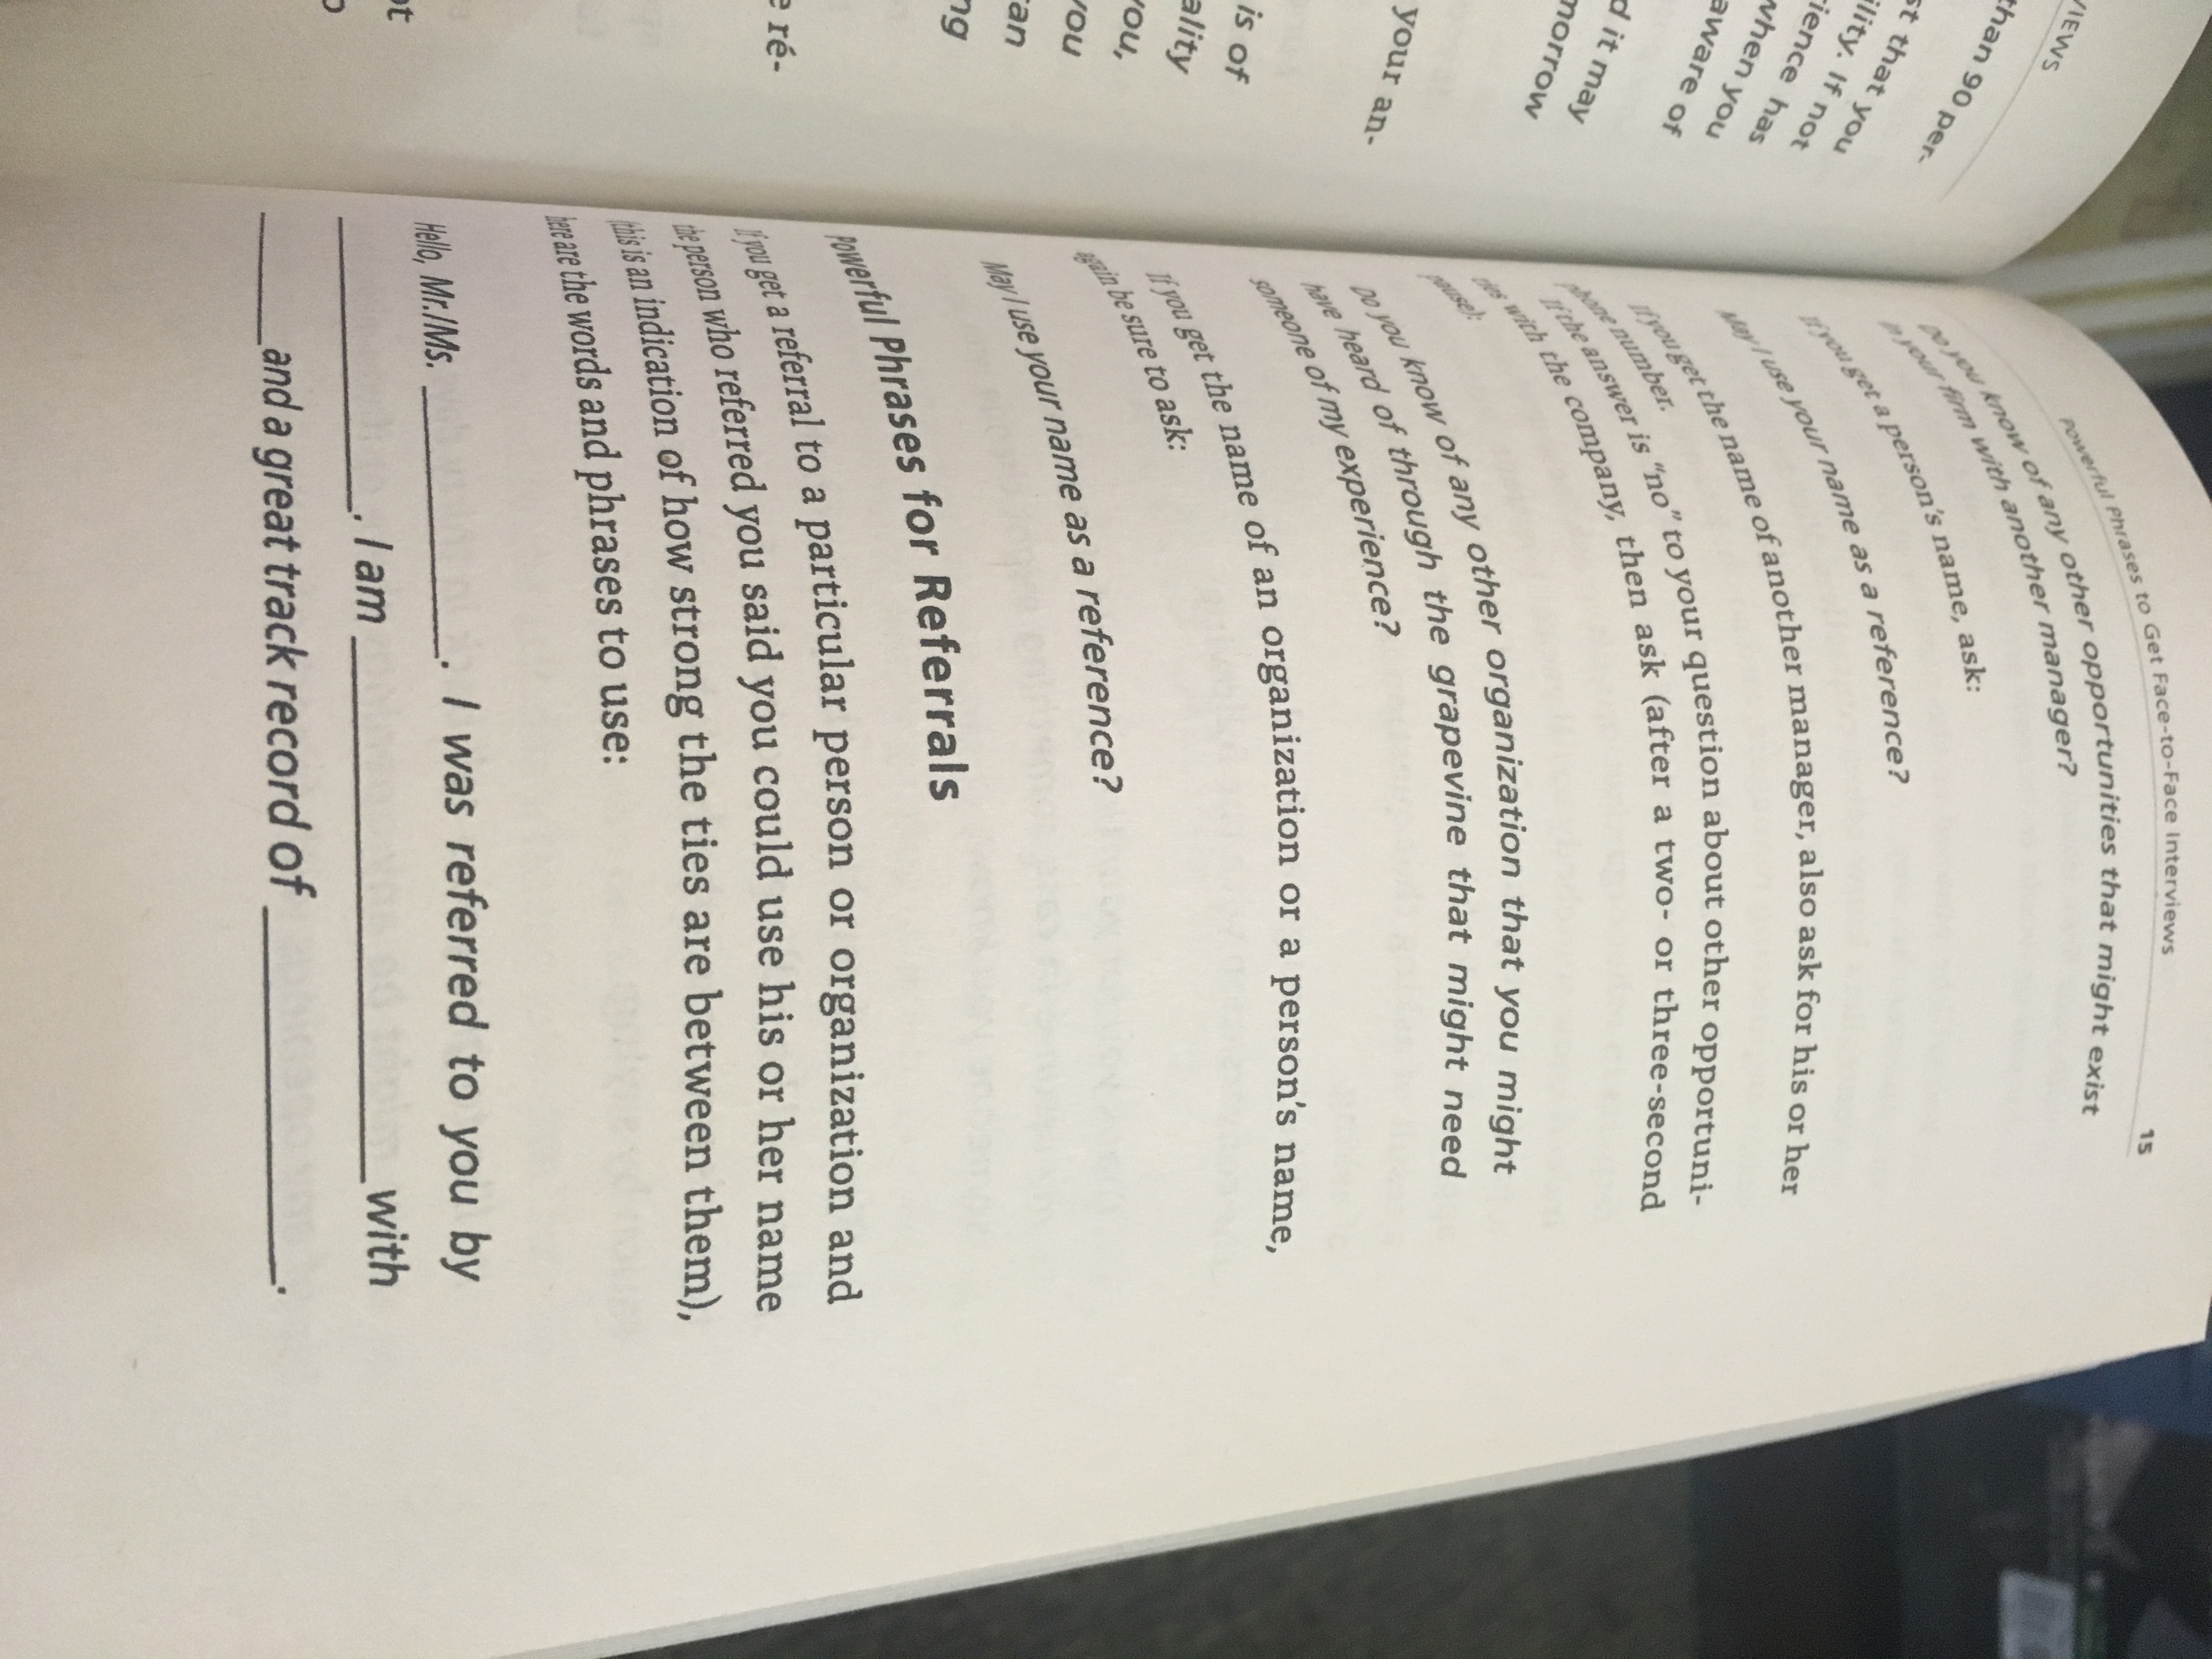 VIEWS
than 90 per-
st that you
ility. If not
ience has
when you
aware of
d it may
morrow
your an-
is of
ality
you,
you
an
ng
e ré-
ot
Powerful Phrases to Get Face-to-Face Interviews 15
Do you know of any other opportunities that might exist
in your firm with another manager?
If you get a person's name, ask:
May I use your name as a reference?
If you get the name of another manager, also ask for his or her
phone number.
If the answer is "no" to your question about other opportuni-
ties with the company, then ask (after a two- or three-second
pause):
Do you know of any other organization that you might
have heard of through the grapevine that might need
someone of my experience?
If you get the name of an organization or a person's name,
again be sure to ask:
May I use your name as a reference?
Powerful Phrases for Referrals
If you get a referral to a particular person or organization and
the person who referred you said you could use his or her name
(this is an indication of how strong the ties are between them),
here are the words and phrases to use:
Hello, Mr./Ms. ____________. I was referred to you by
____________. I am ______________________ with
______ and a great track record of ________________.